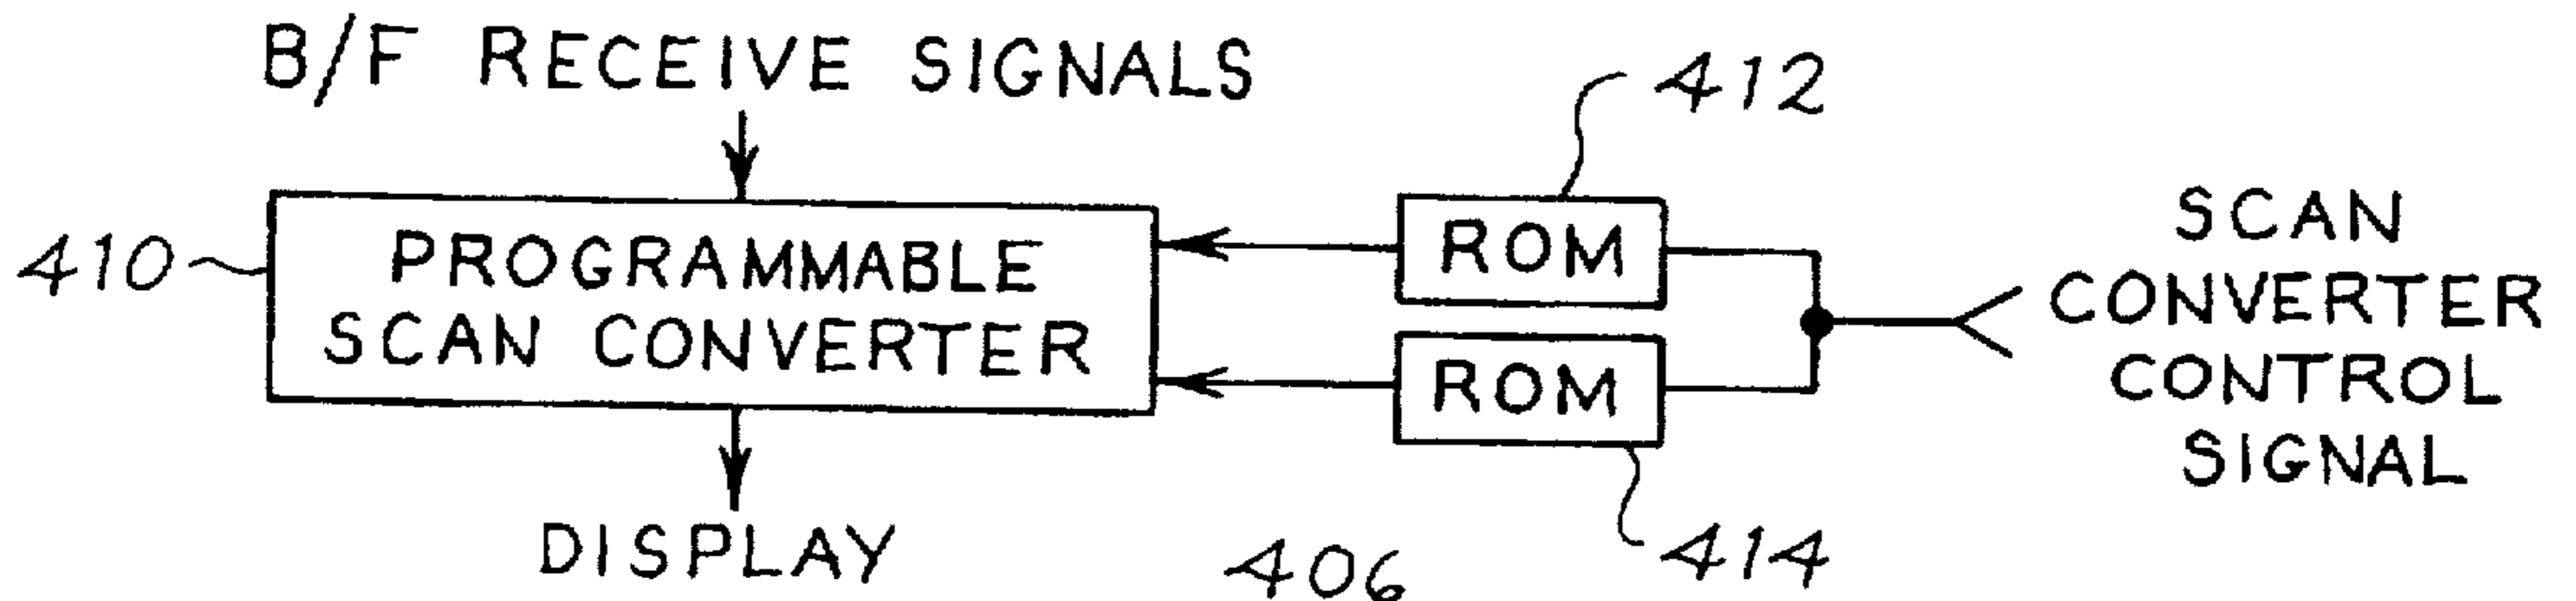 B/F RECEIVE SIGNALS
412
410
PROGRAMMABLE
SCAN CONVERTER
ROM
ROM
SCAN
CONVERTER
CONTROL
SIGNAL
DISPLAY
406
414